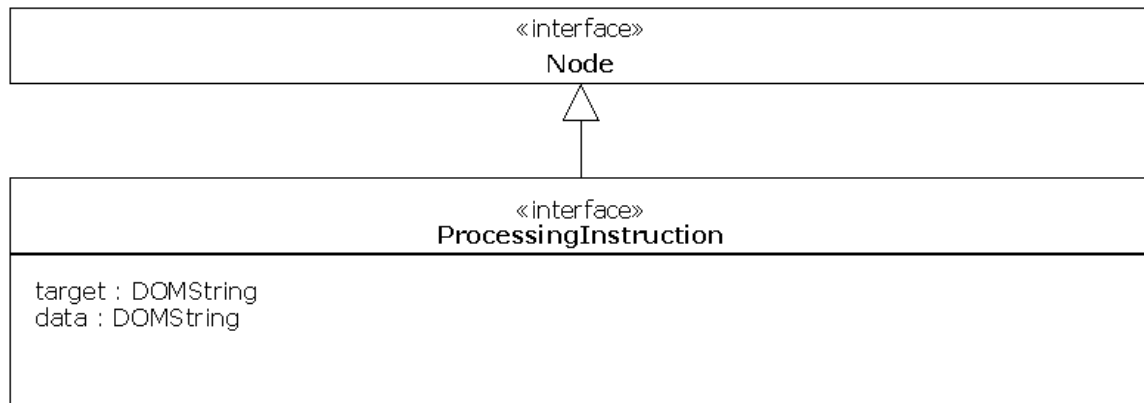 «interface»
Node
«interface»
ProcessingInstruction
target : DOMString
data : DOMString